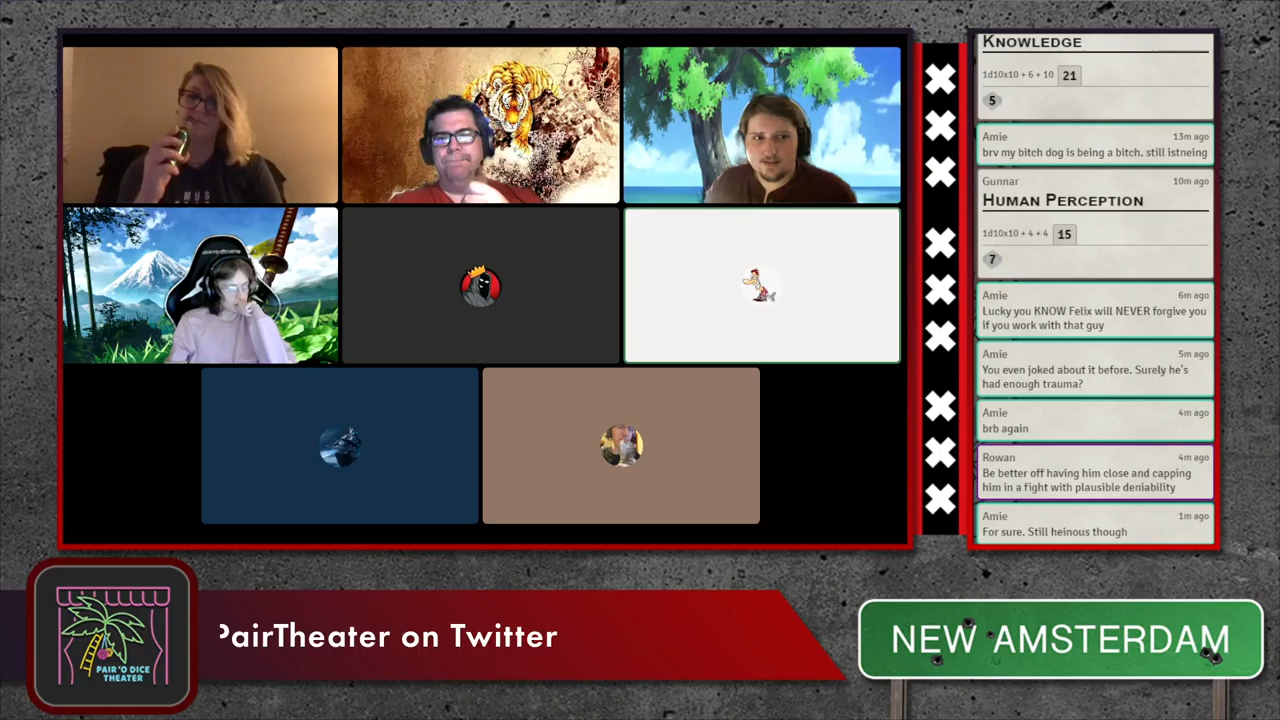 KNOWLEDGE
1d10x10 + 6 + 10 21
5
Amie 13m ago
brv my bitch dog is being a bitch. still istneing
Gunnar 10m ago
HUMAN PERCEPTION
1d10x10 + 4 + 4 15
7
Amie 6m ago
Lucky you KNOW Felix will NEVER forgive you
if you work with that guy
Amie 5m ago
You even joked about it before. Surely he's
had enough trauma?
Amie 4m ago
brb again
Rowan 4m ago
Be better off having him close and capping
him in a fight with plausible deniability
Amie 1m ago
For sure. Still heinous though
PAIR'O DICE
THEATER
PairTheater on Twitter
NEW AMSTERDAM